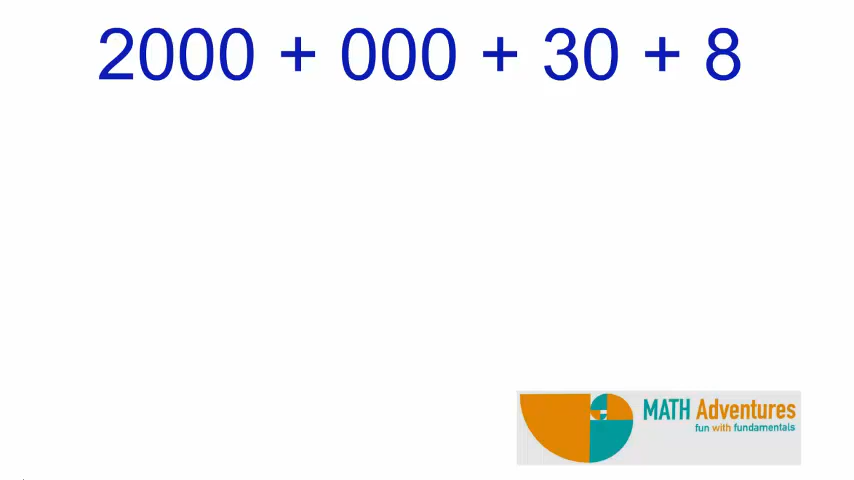 2000 + 000 + 30 + 8
MATH Adventures
fun with fundamentals